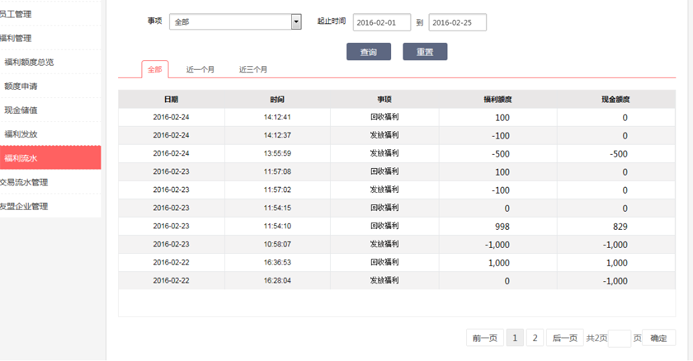 事项 全部 起止时间 2016-02-01 到 2016-02-25
查询 重置
全部 近一个月 近三个月
员工管理
福利管理
福利额度总览
额度申请
现金储值
福利发放
福利流水
交易流水管理
友盟企业管理
日期 时间 事项 福利额度 现金额度
2016-02-24 14:12:41 回收福利 100 0
2016-02-24 14:12:37 发放福利 -100 0
2016-02-24 13:55:59 发放福利 -500 -500
2016-02-23 11:57:08 回收福利 100 0
2016-02-23 11:57:02 发放福利 -100 0
2016-02-23 11:54:15 回收福利 0 0
2016-02-23 11:54:10 回收福利 998 829
2016-02-23 10:58:07 发放福利 -1,000 -1,000
2016-02-22 16:36:53 回收福利 1,000 1,000
2016-02-22 16:28:04 发放福利 0 -1,000
前一页 1 2 后一页 共2页 页 确定